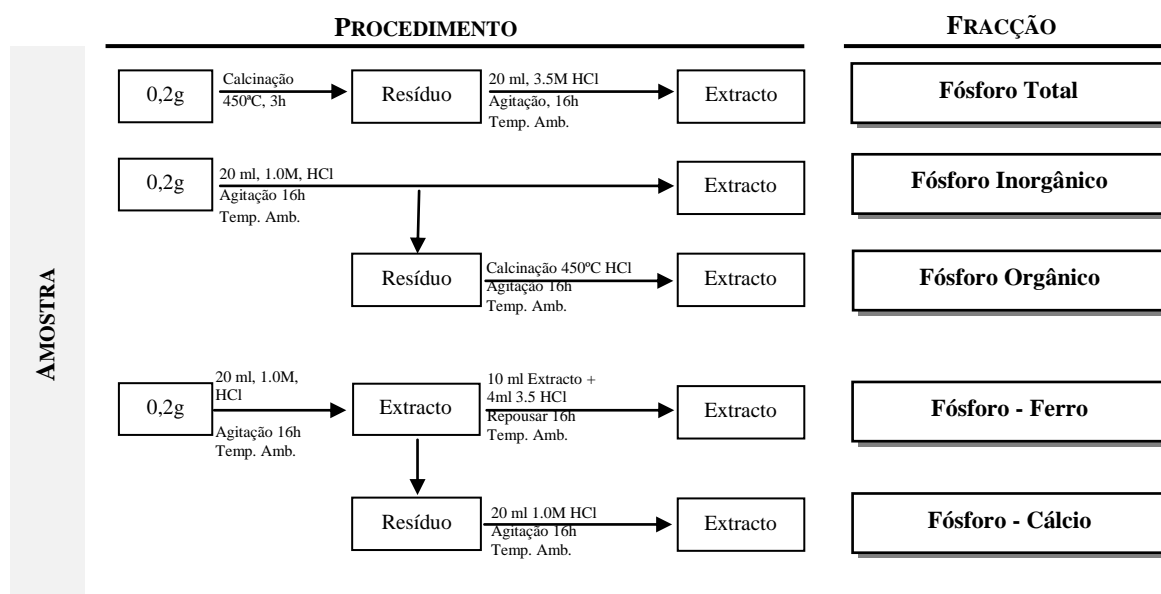 PROCEDIMENTO
FRACÇÃO
AMOSTRA
0,2g
Calcinação
450ºC, 3h
Resíduo
20 ml, 3.5M HCl
Agitação, 16h
Temp. Amb.
Extracto
Fósforo Total
0,2g
20 ml, 1.0M, HCl
Agitação 16h
Temp. Amb.
Extracto
Fósforo Inorgânico
Resíduo
Calcinação 450ºC HCl
Agitação 16h
Temp. Amb.
Extracto
Fósforo Orgânico
0,2g
20 ml, 1.0M,
HCl
Agitação 16h
Temp. Amb.
Extracto
10 ml Extracto +
4ml 3.5 HCl
Repousar 16h
Temp. Amb.
Extracto
Fósforo - Ferro
Resíduo
20 ml 1.0M HCl
Agitação 16h
Temp. Amb.
Extracto
Fósforo - Cálcio